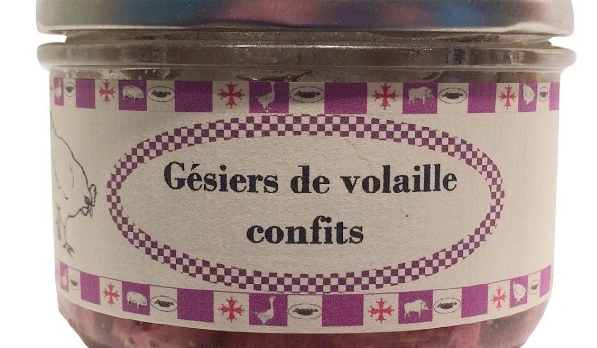 Gésiers de volaille
confits